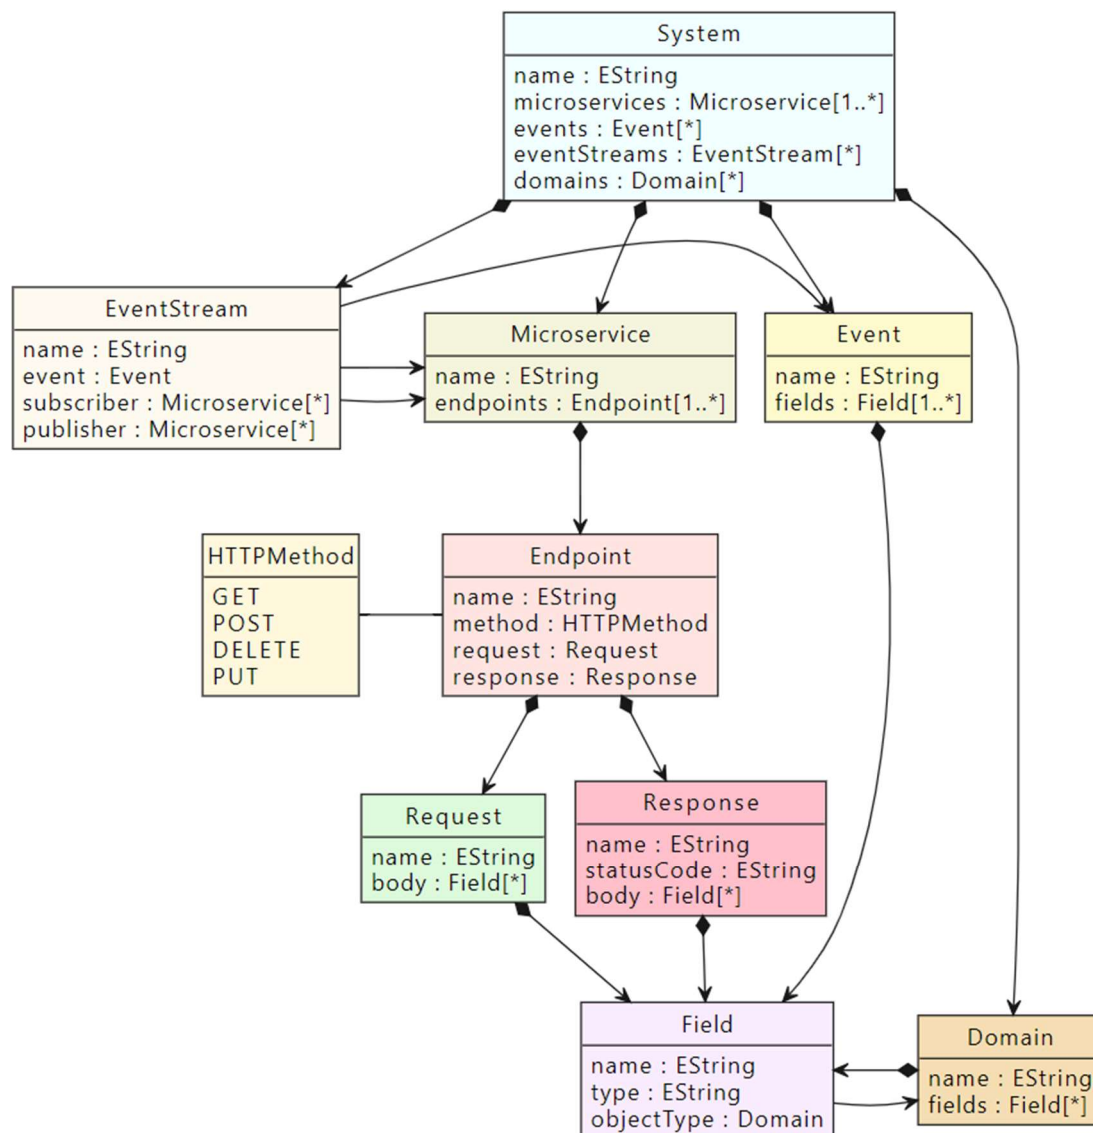 System
name : EString
microservices : Microservice[1..*]
events : Event[*]
eventStreams : EventStream[*]
domains : Domain[*]
EventStream
name : EString
event : Event
subscriber : Microservice[*]
publisher : Microservice[*]
Microservice
name : EString
endpoints : Endpoint[1..*]
Event
name : EString
fields : Field[1..*]
HTTPMethod
GET
POST
DELETE
PUT
Endpoint
name : EString
method : HTTPMethod
request : Request
response : Response
Request
name : EString
body : Field[*]
Response
name : EString
statusCode : EString
body : Field[*]
Field
name : EString
type : EString
objectType : Domain
Domain
name : EString
fields : Field[*]